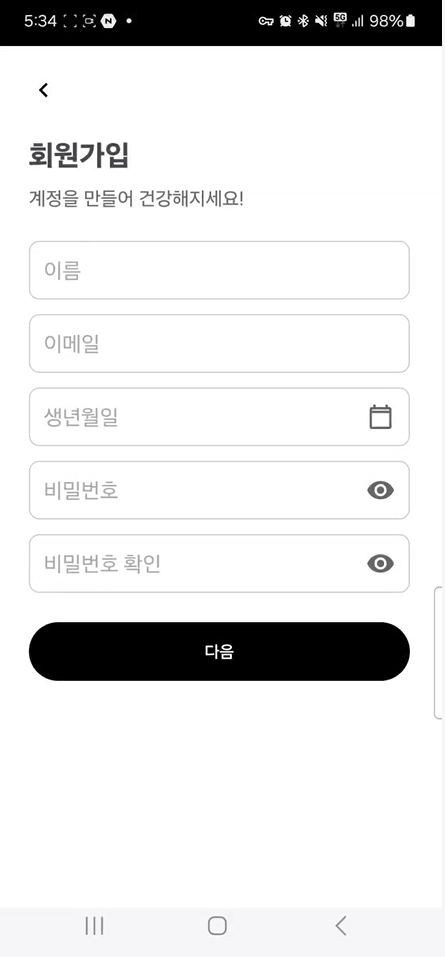 5:34 N 5G 98%
회원가입
계정을 만들어 건강해지세요!
이름
이메일
생년월일
비밀번호
비밀번호 확인
다음